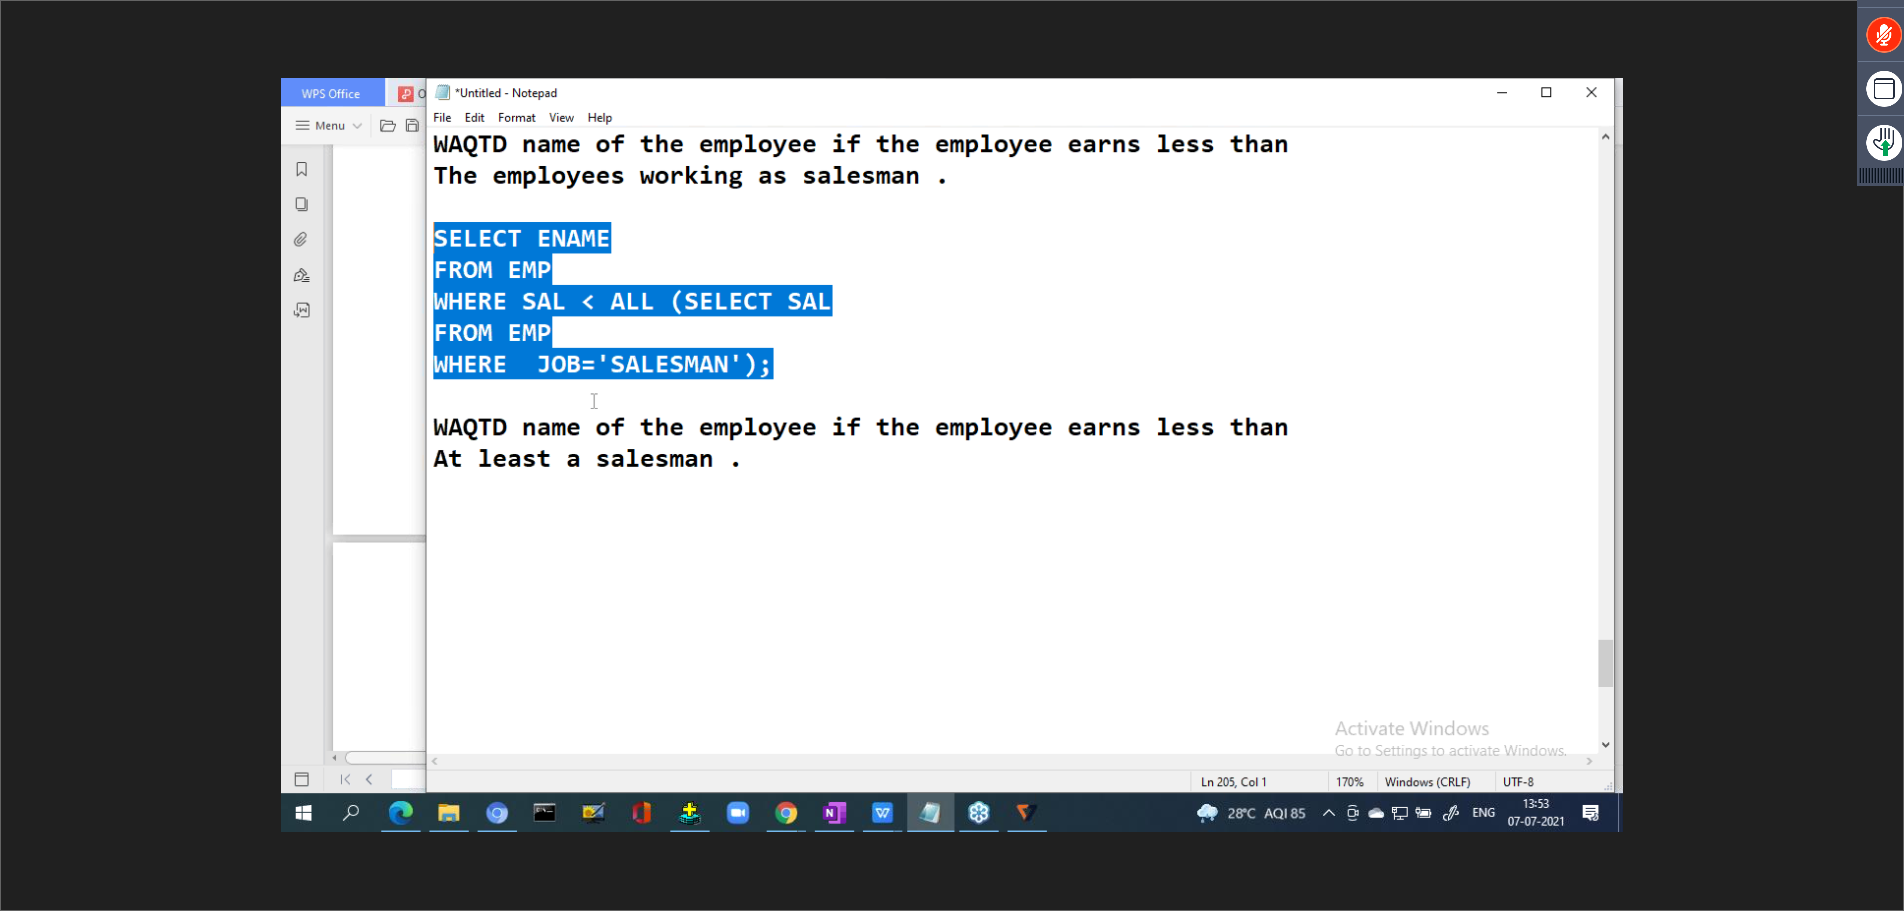 WPS Office
O
*Untitled - Notepad
Menu
File Edit Format View Help
WAQTD name of the employee if the employee earns less than
The employees working as salesman .
SELECT ENAME
FROM EMP
WHERE SAL < ALL (SELECT SAL
FROM EMP
WHERE  JOB='SALESMAN');
WAQTD name of the employee if the employee earns less than
At least a salesman .
Activate Windows
Go to Settings to activate Windows.
Ln 205, Col 1 170% Windows (CRLF) UTF-8
28°C AQI 85 ENG 13:53
07-07-2021